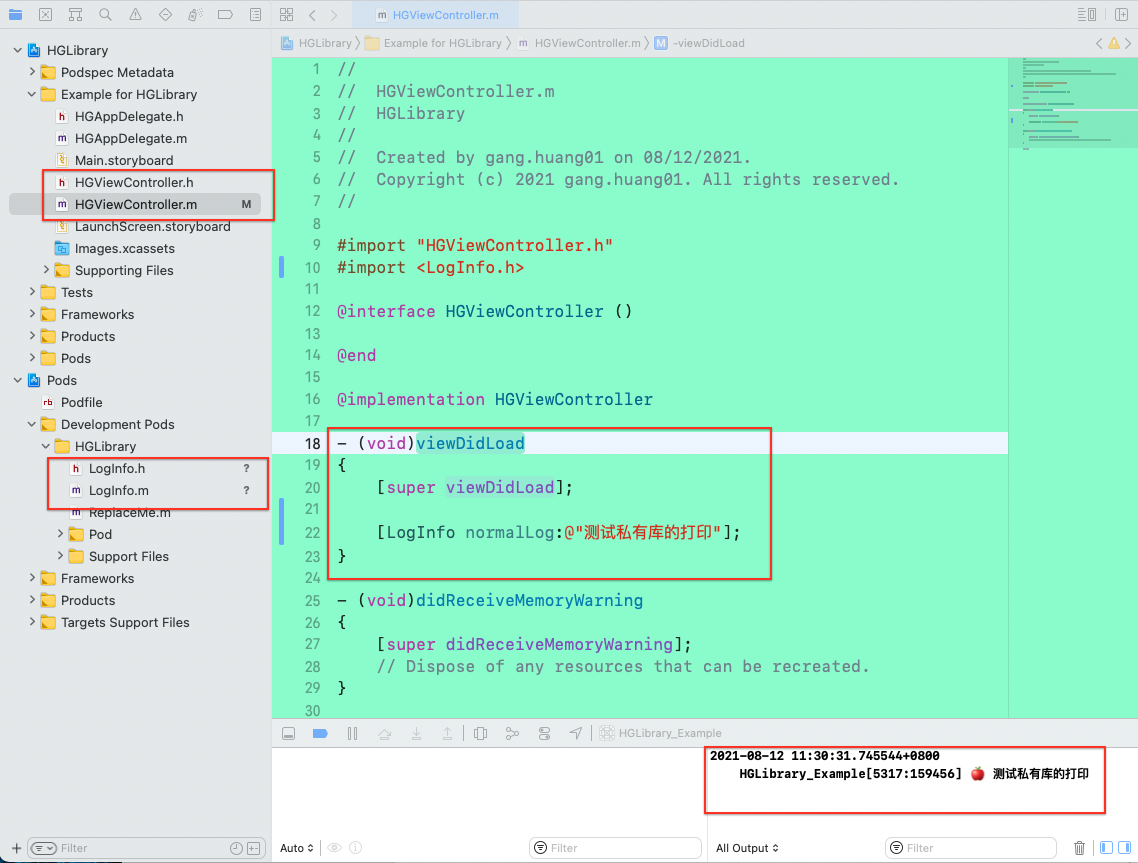 HGViewController.m
HGLibrary
Podspec Metadata
Example for HGLibrary
h HGAppDelegate.h
m HGAppDelegate.m
Main.storyboard
h HGViewController.h
m HGViewController.m M
LaunchScreen.storyboard
Images.xcassets
Supporting Files
Tests
Frameworks
Products
Pods
Pods
rb Podfile
Development Pods
HGLibrary
h LogInfo.h ?
m LogInfo.m ?
m ReplaceMe.m
Pod
Support Files
Frameworks
Products
Targets Support Files
Filter
HGLibrary 〉 Example for HGLibrary 〉 m HGViewController.m 〉 M -viewDidLoad
1 //
2 //  HGViewController.m
3 //  HGLibrary
4 //
5 //  Created by gang.huang01 on 08/12/2021.
6 //  Copyright (c) 2021 gang.huang01. All rights reserved.
7 //
8
9 #import "HGViewController.h"
10 #import <LogInfo.h>
11
12 @interface HGViewController ()
13
14 @end
15
16 @implementation HGViewController
17
18 - (void)viewDidLoad
19 {
20     [super viewDidLoad];
21
22     [LogInfo normalLog:@"测试私有库的打印"];
23 }
24
25 - (void)didReceiveMemoryWarning
26 {
27     [super didReceiveMemoryWarning];
28     // Dispose of any resources that can be recreated.
29 }
30
HGLibrary_Example
2021-08-12 11:30:31.745544+0800
HGLibrary_Example[5317:159456] 🍎 测试私有库的打印
Auto
Filter
All Output
Filter